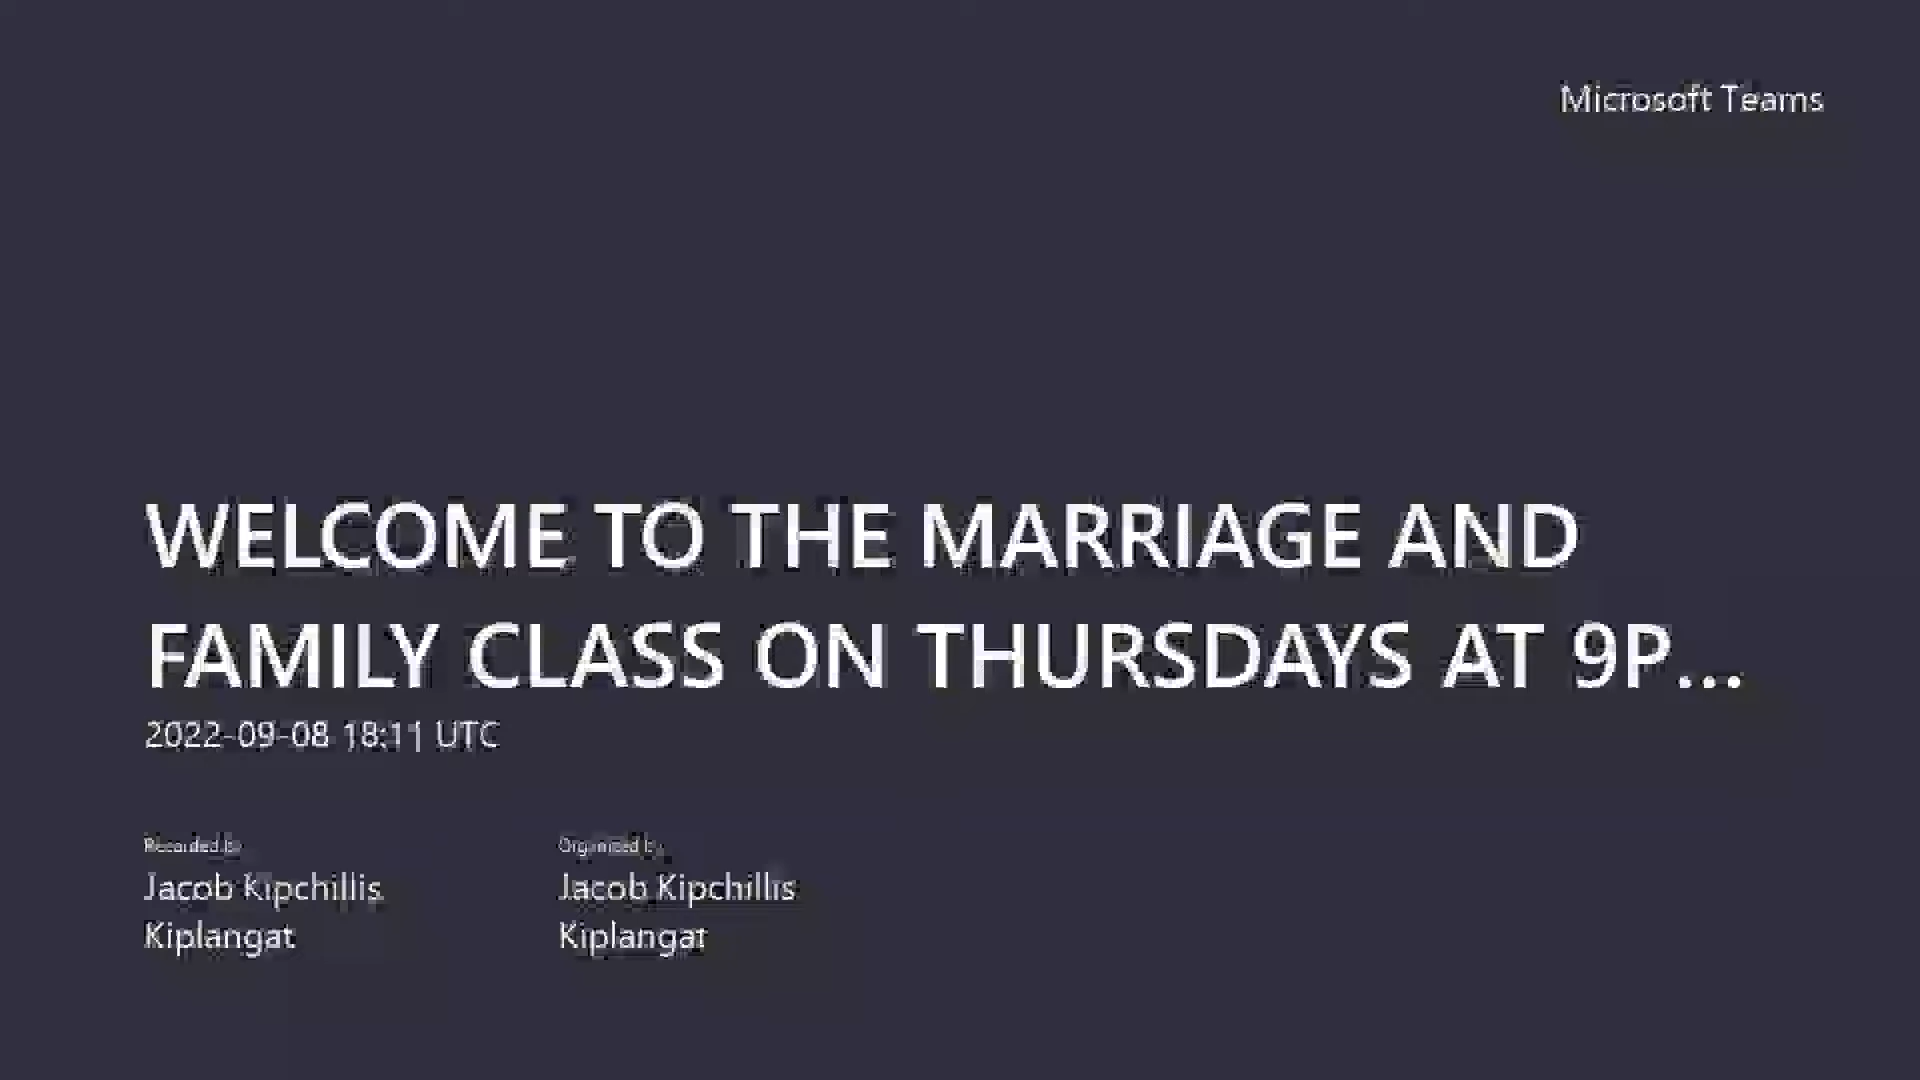 Microsoft Teams
WELCOME TO THE MARRIAGE AND
FAMILY CLASS ON THURSDAYS AT 9P...
2022-09-08 18:11 UTC
Recorded by
Organized by
Jacob Kipchillis
Jacob Kipchillis
Kiplangat
Kiplangat